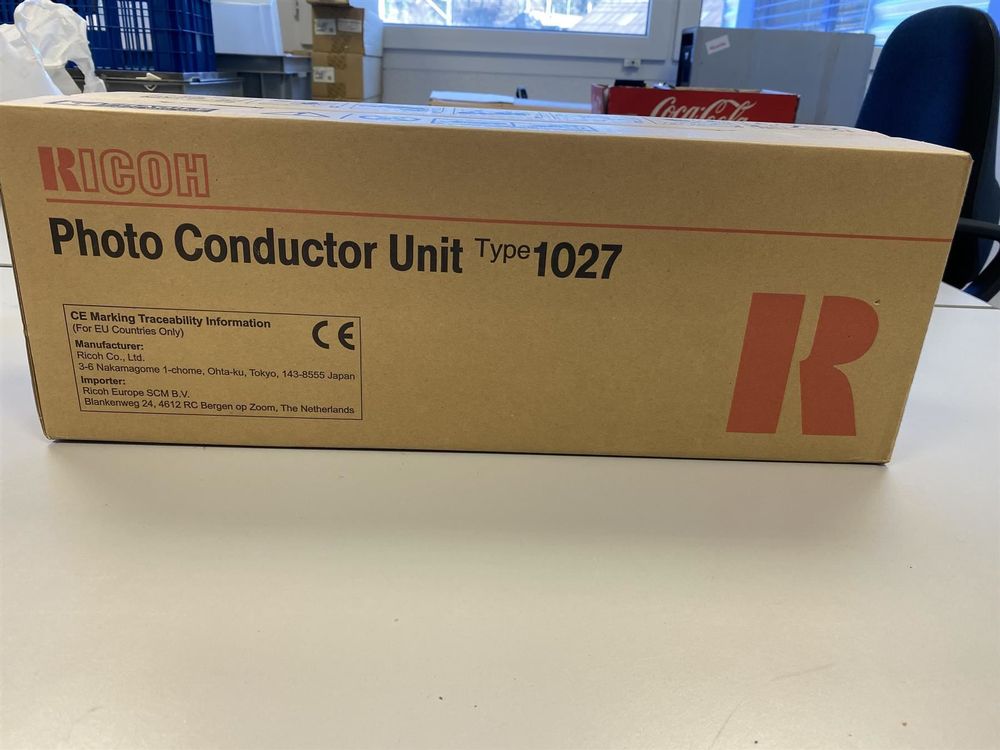 Coca-Cola
RICOH
Photo Conductor Unit Type 1027
CE Marking Traceability Information
(For EU Countries Only)
CE
Manufacturer:
Ricoh Co., Ltd.
3-6 Nakamagome 1-chome, Ohta-ku, Tokyo, 143-8555 Japan
Importer:
Ricoh Europe SCM B.V.
Blankenweg 24, 4612 RC Bergen op Zoom, The Netherlands
R